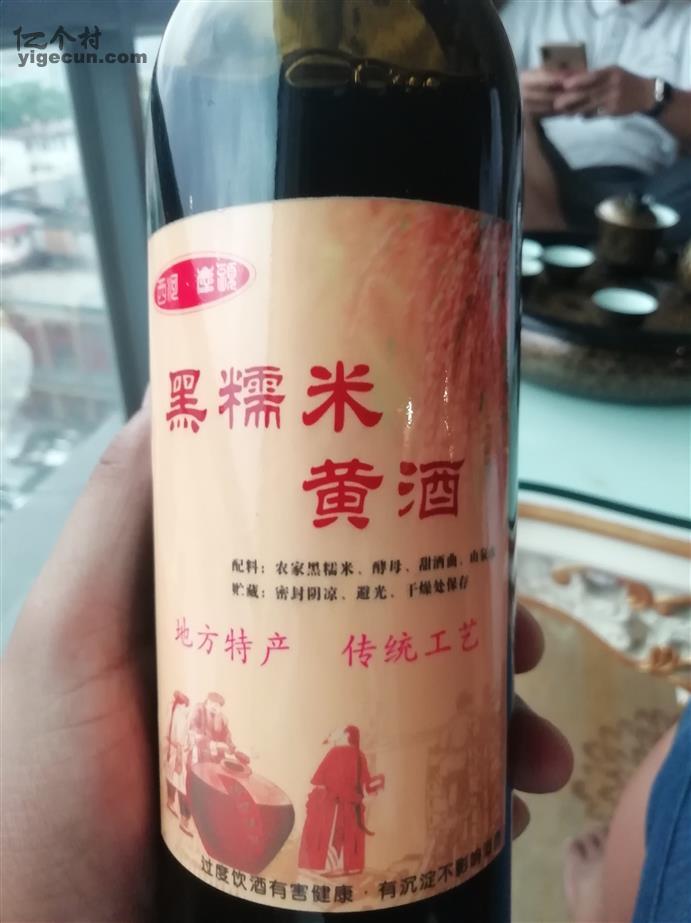 亿个村
yigecun.com
黑糯米
黄酒
配料：农家黑糯米、酵母、甜酒曲、山泉水
贮藏：密封阴凉、避光、干燥处保存
地方特产 传统工艺
过度饮酒有害健康·有沉淀不影响